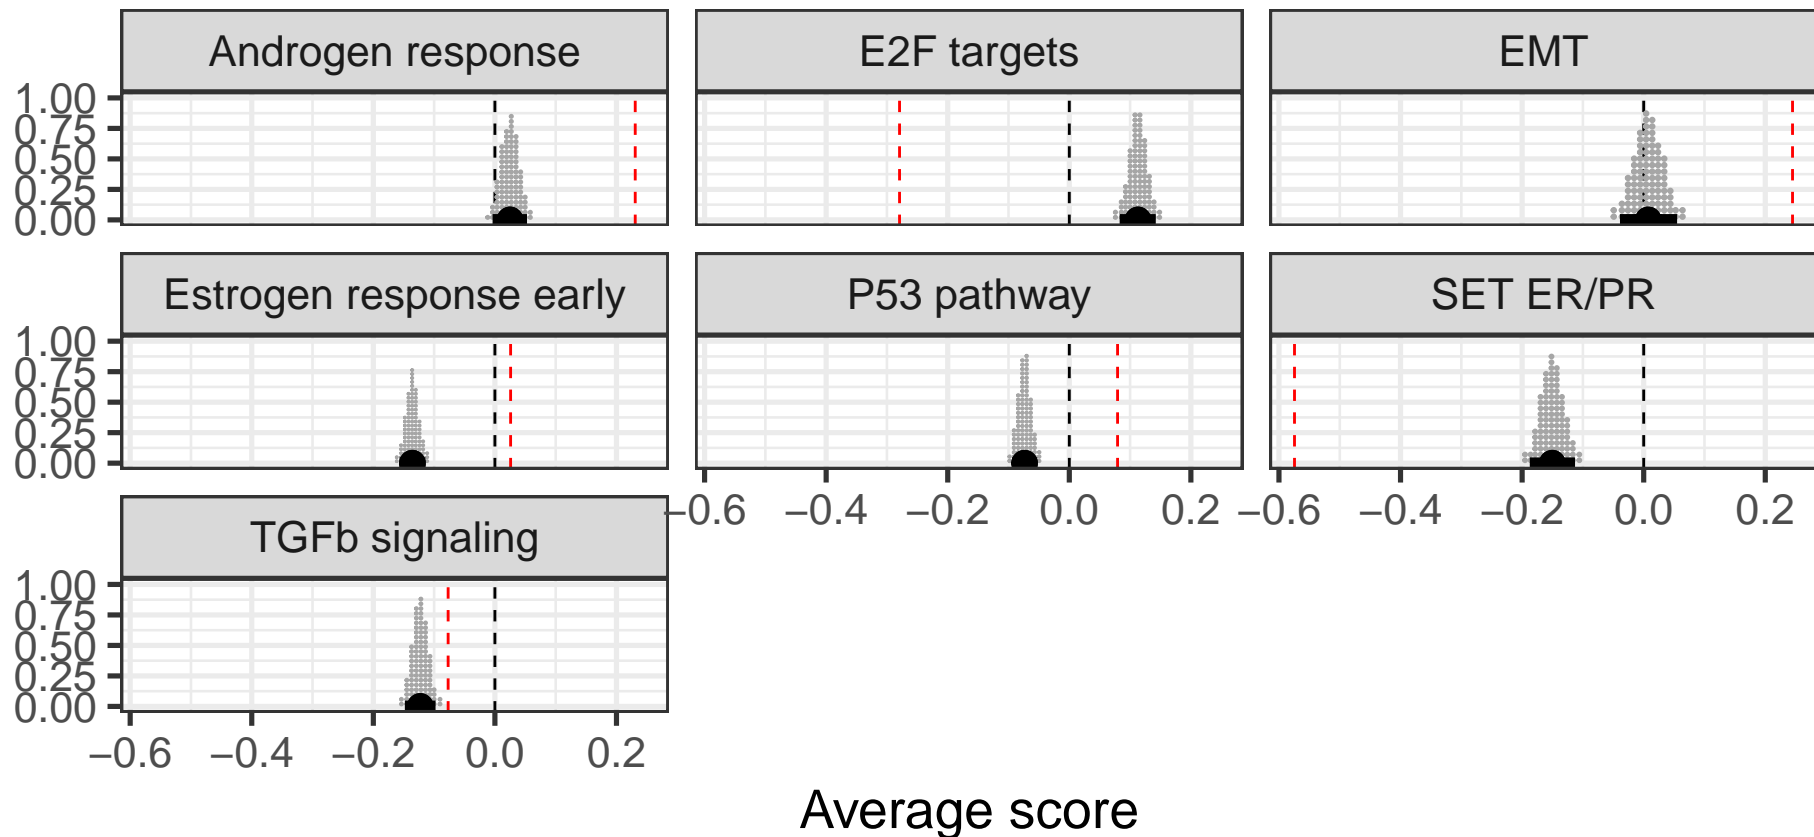 Androgen response
E2F targets
EMT
1.00
0.75
0.50
0.25
0.00
Estrogen response early
P53 pathway
SET ER/PR
1.00
0.75
0.50
0.25
0.00
−0.6 −0.4 −0.2 0.0 0.2
−0.6 −0.4 −0.2 0.0 0.2
TGFb signaling
1.00
0.75
0.50
0.25
0.00
−0.6 −0.4 −0.2 0.0 0.2
Average score